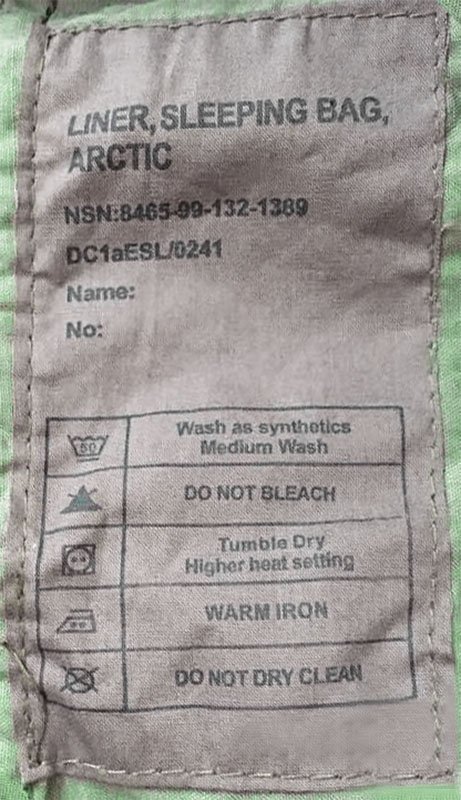 LINER, SLEEPING BAG,
ARCTIC
NSN:8465-99-132-1389
DC1aESL/0241
Name:
No:
50
Wash as synthetics
Medium Wash
DO NOT BLEACH
Tumble Dry
Higher heat setting
WARM IRON
DO NOT DRY CLEAN